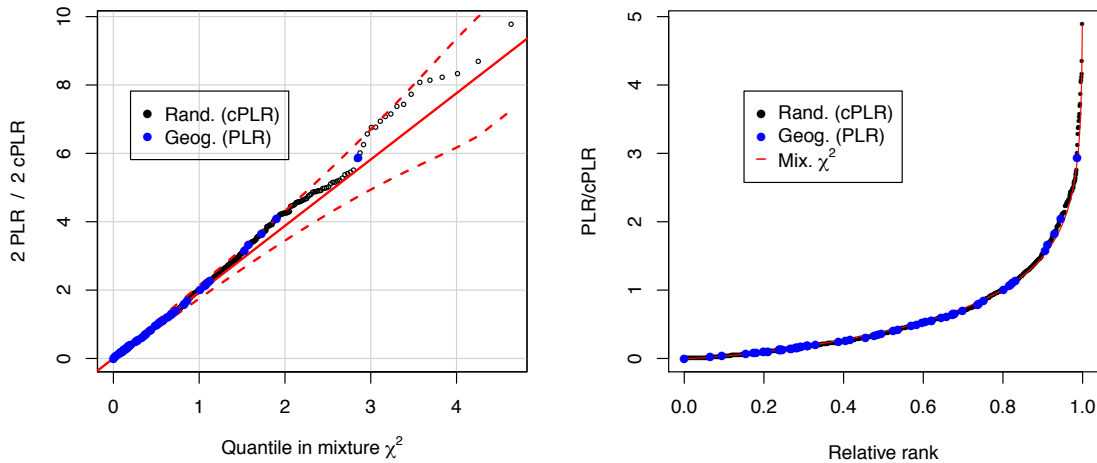 2 PLR / 2 cPLR
10
8
6
4
2
0
Rand. (cPLR)
Geog. (PLR)
0 1 2 3 4
Quantile in mixture χ²
PLR/cPLR
5
4
3
2
1
0
Rand. (cPLR)
Geog. (PLR)
Mix. χ²
0.0 0.2 0.4 0.6 0.8 1.0
Relative rank